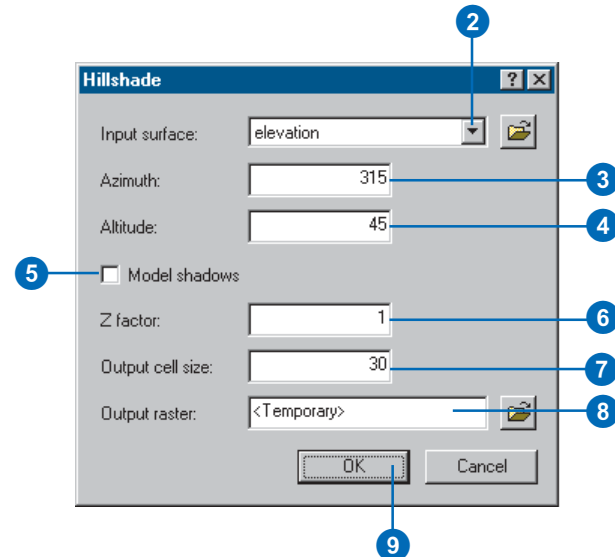 2
Hillshade ? ×
Input surface: elevation
Azimuth: 315 3
Altitude: 45 4
5 Model shadows
Z factor: 1 6
Output cell size: 30 7
Output raster: <Temporary> 8
OK Cancel
9